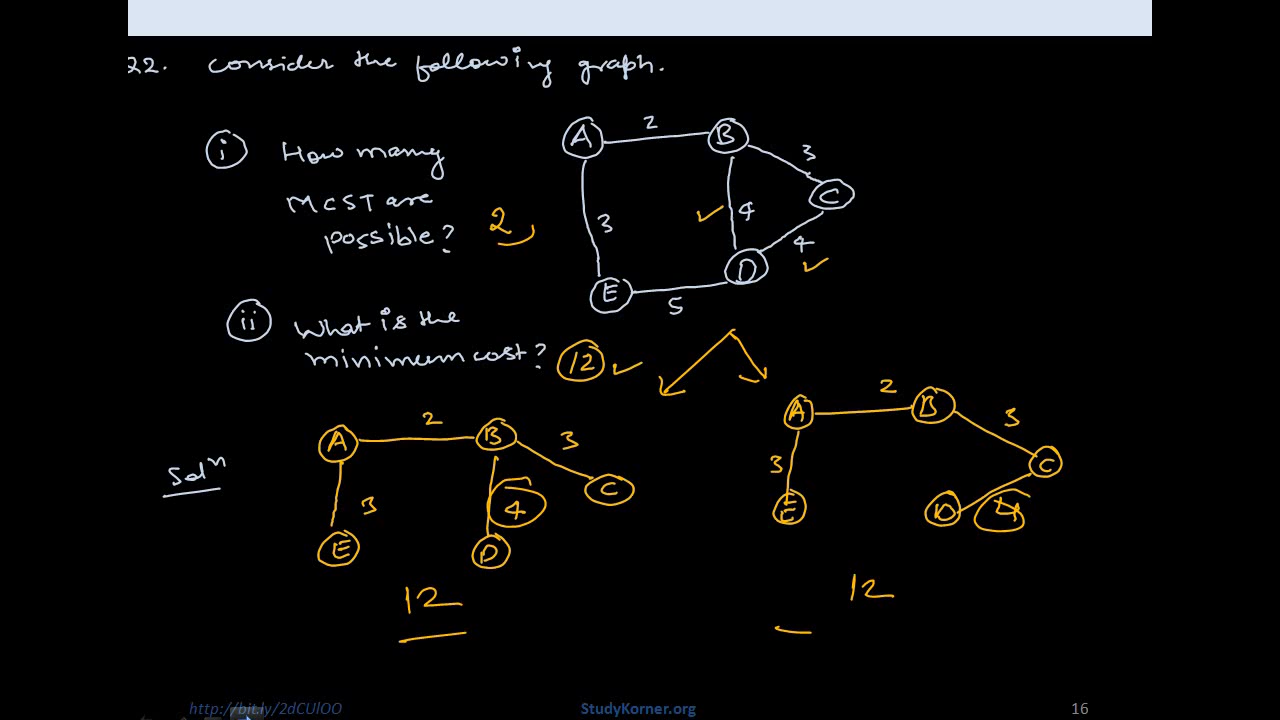 22. Consider the following graph.
i How many
MCST are
possible? 2
A 2 B 3 C
3 4 4
E 5 D
ii What is the
minimum cost? 12
Soln
A 2 B 3 C
3 4
E D
12
A 2 B 3 C
3 4
E D
12
http://bit.ly/2dCUlOO StudyKorner.org 16